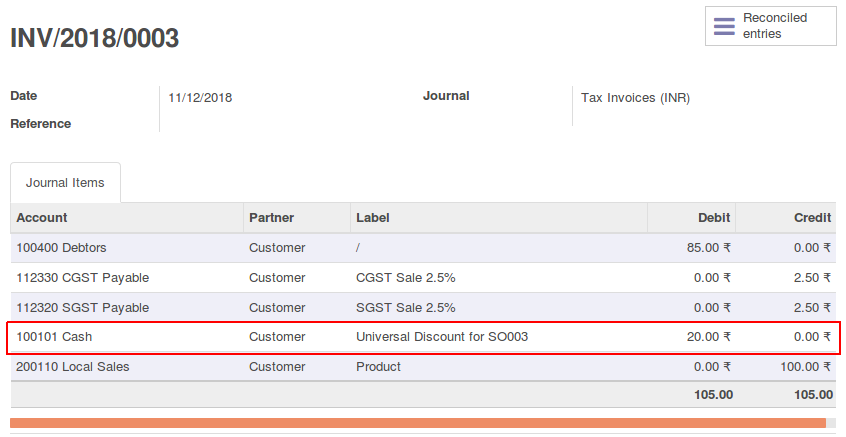 Reconciled
entries
INV/2018/0003
Date 11/12/2018 Journal Tax Invoices (INR)
Reference
Journal Items
Account Partner Label Debit Credit
100400 Debtors Customer / 85.00 ₹ 0.00 ₹
112330 CGST Payable Customer CGST Sale 2.5% 0.00 ₹ 2.50 ₹
112320 SGST Payable Customer SGST Sale 2.5% 0.00 ₹ 2.50 ₹
100101 Cash Customer Universal Discount for SO003 20.00 ₹ 0.00 ₹
200110 Local Sales Customer Product 0.00 ₹ 100.00 ₹
105.00 105.00